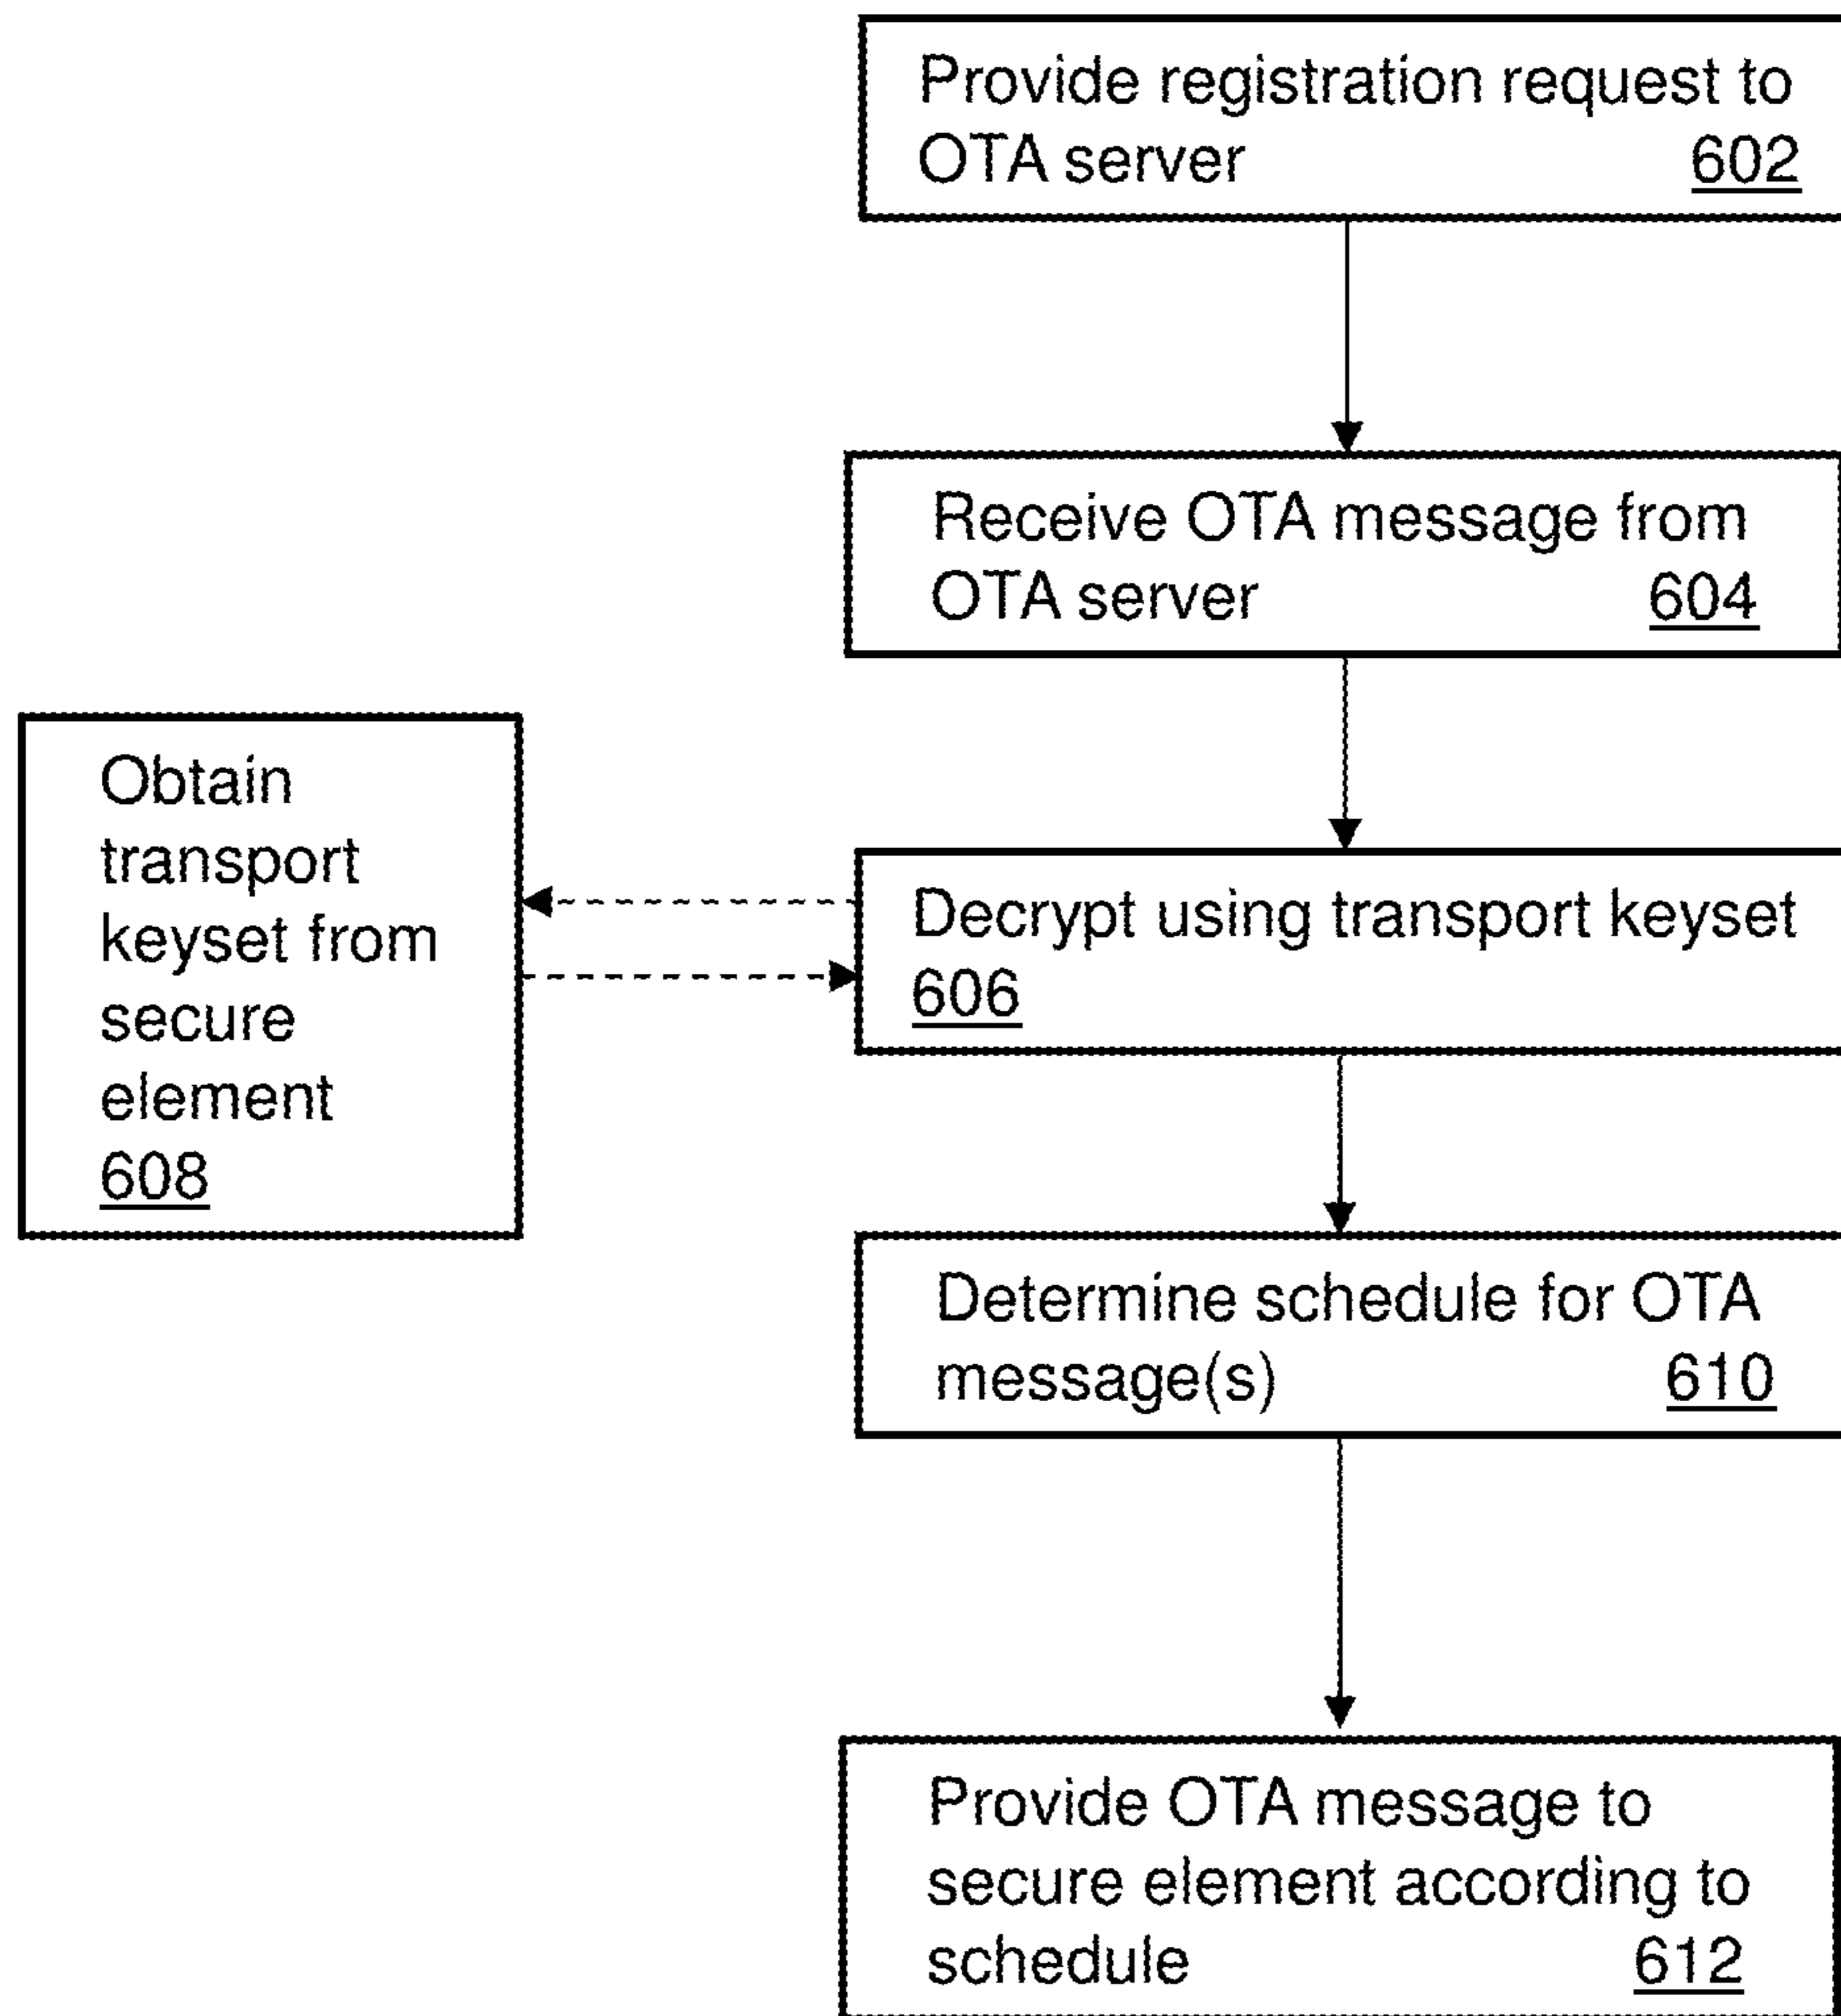 Provide registration request to
OTA server 602
Receive OTA message from
OTA server 604
Obtain
transport
keyset from
secure
element
608
Decrypt using transport keyset
606
Determine schedule for OTA
message(s) 610
Provide OTA message to
secure element according to
schedule 612